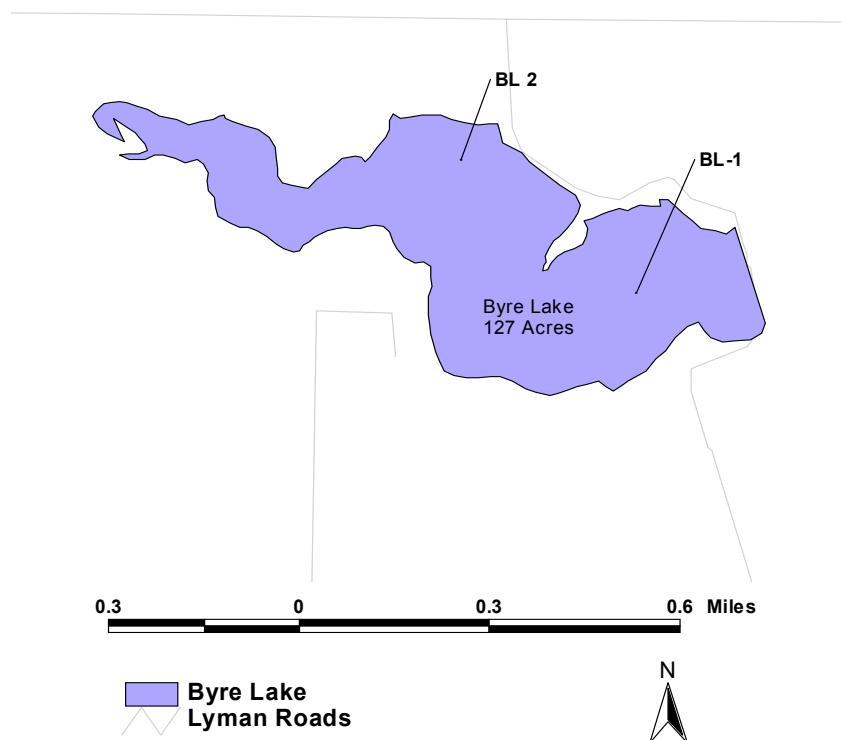 BL 2
BL-1
Byre Lake
127 Acres
0.3 0 0.3 0.6 Miles
N
Byre Lake
Lyman Roads